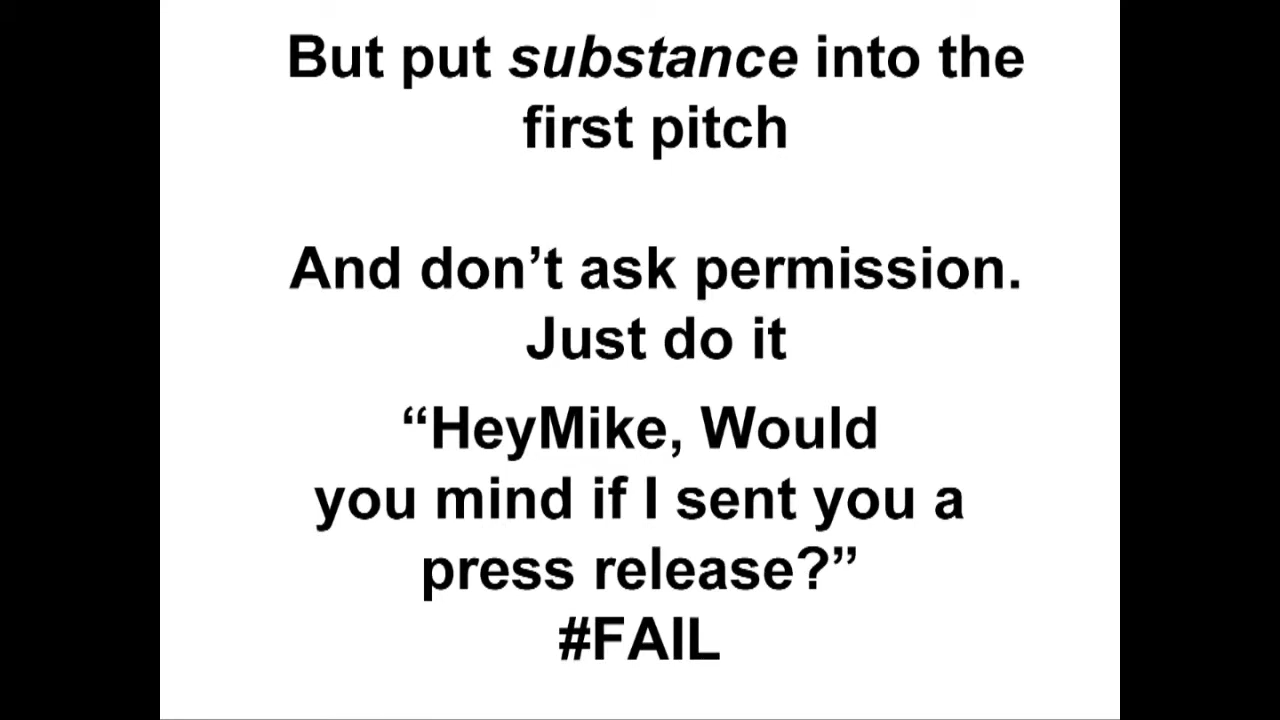 But put substance into the
first pitch
And don’t ask permission.
Just do it
“HeyMike, Would
you mind if I sent you a
press release?”
#FAIL